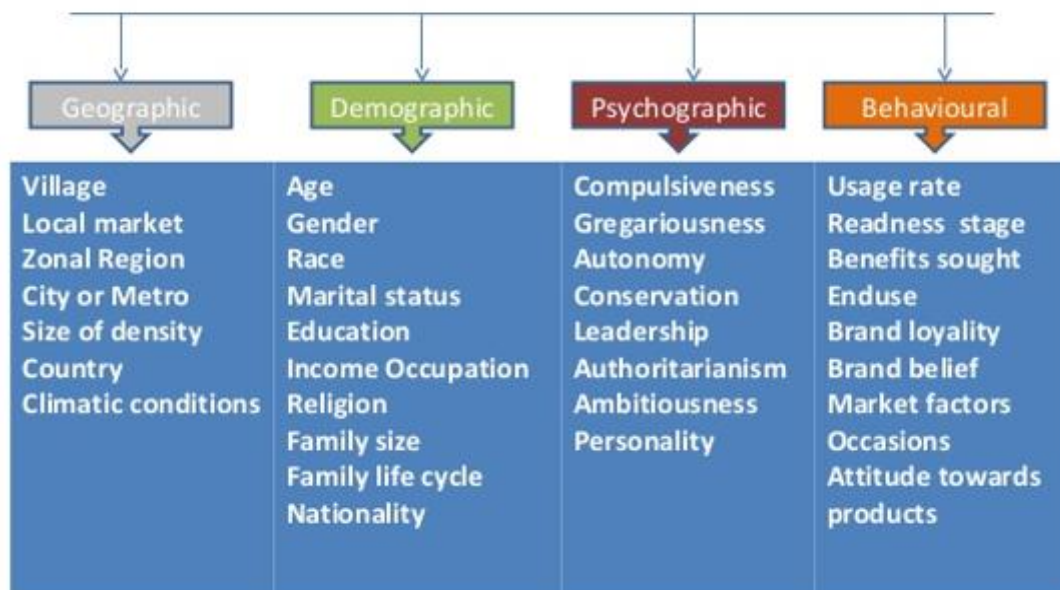 Geographic
Demographic
Psychographic
Behavioural
Village
Local market
Zonal Region
City or Metro
Size of density
Country
Climatic conditions
Age
Gender
Race
Marital status
Education
Income Occupation
Religion
Family size
Family life cycle
Nationality
Compulsiveness
Gregariousness
Autonomy
Conservation
Leadership
Authoritarianism
Ambitiousness
Personality
Usage rate
Readness  stage
Benefits sought
Enduse
Brand loyality
Brand belief
Market factors
Occasions
Attitude towards
products